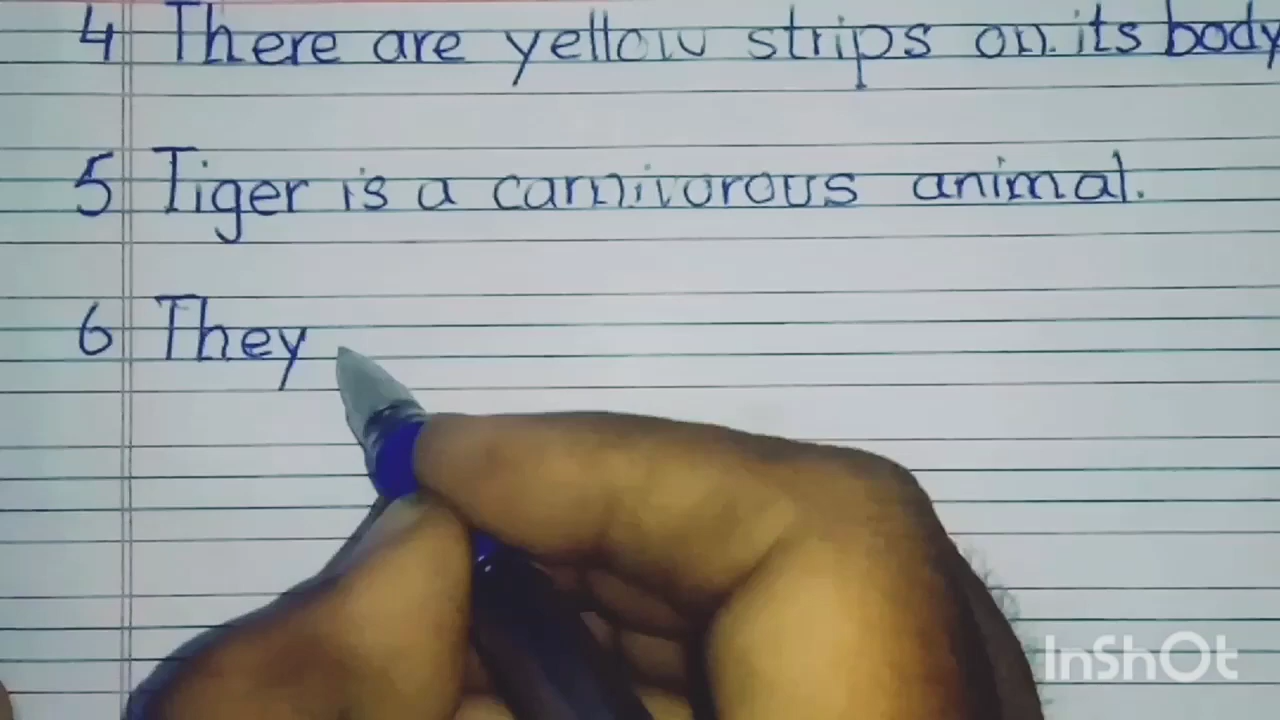 4 There are yellow strips on its body
5 Tiger is a carnivorous animal.
6 They
InShOt